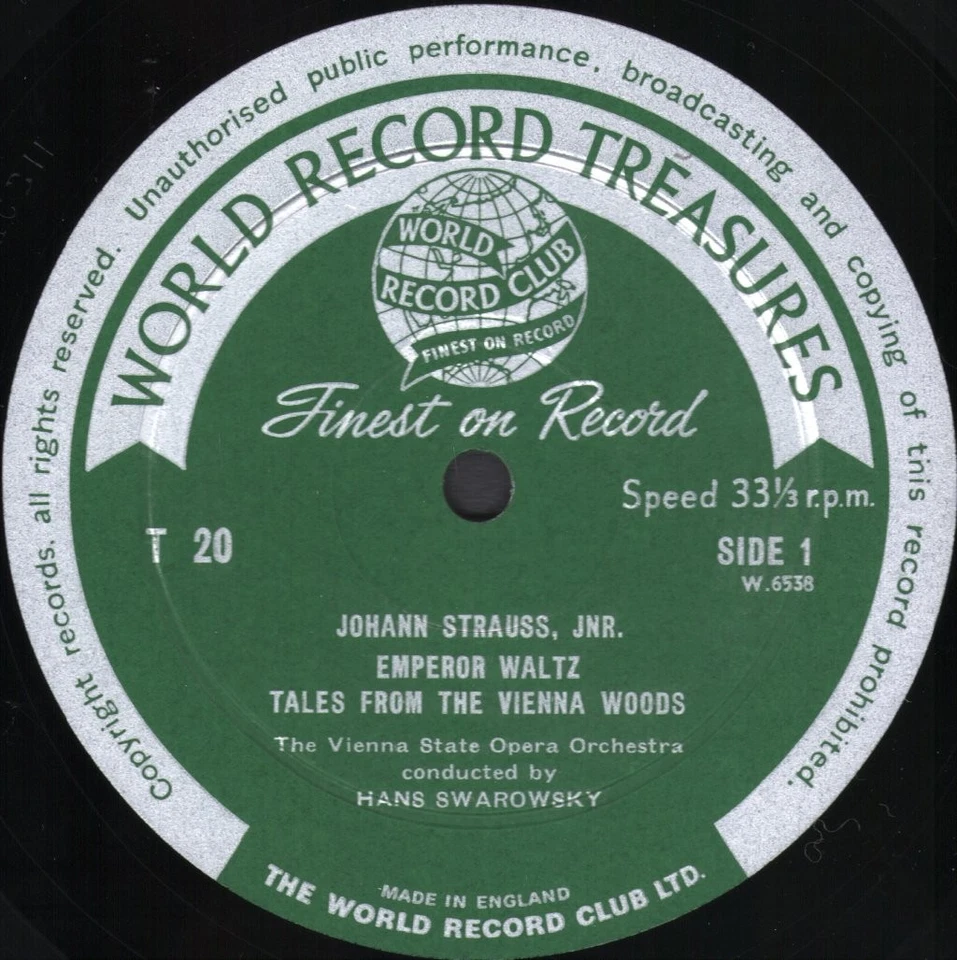 Copyright records. all rights reserved. Unauthorised public performance, broadcasting and copying of this record prohibited.
WORLD RECORD TREASURES
WORLD
RECORD CLUB
FINEST ON RECORD
Finest on Record
Speed 33⅓ r.p.m.
T 20
SIDE 1
W.6538
JOHANN STRAUSS, JNR.
EMPEROR WALTZ
TALES FROM THE VIENNA WOODS
The Vienna State Opera Orchestra
conducted by
HANS SWAROWSKY
MADE IN ENGLAND
THE WORLD RECORD CLUB LTD.